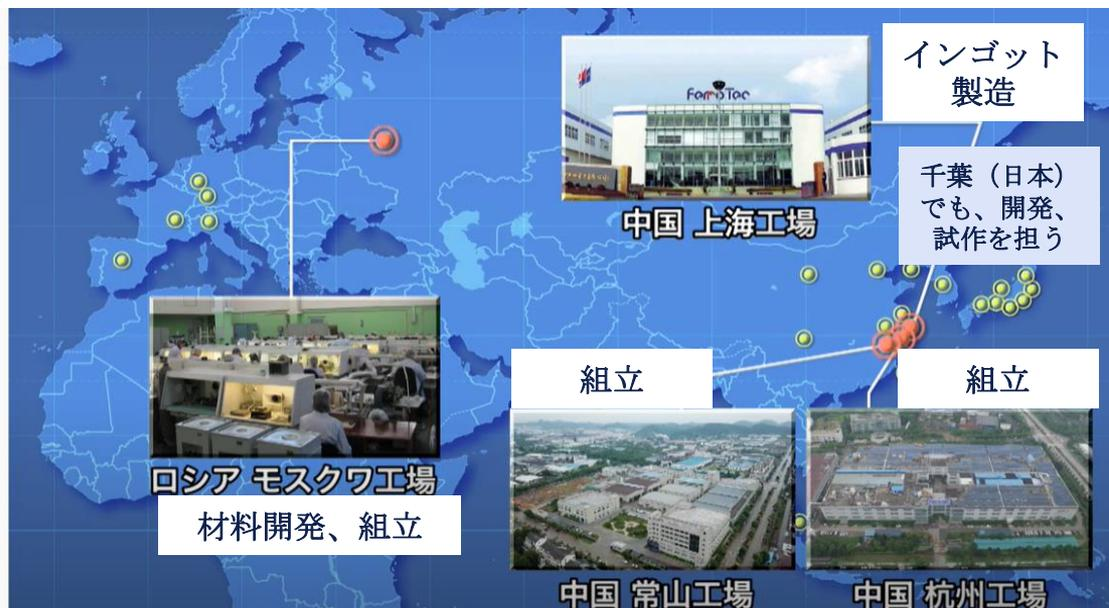 インゴット
製造
FerroTec
中国 上海工場
千葉（日本）
でも、開発、
試作を担う
組立
組立
ロシア モスクワ工場
材料開発、組立
中国 常山工場
中国 杭州工場